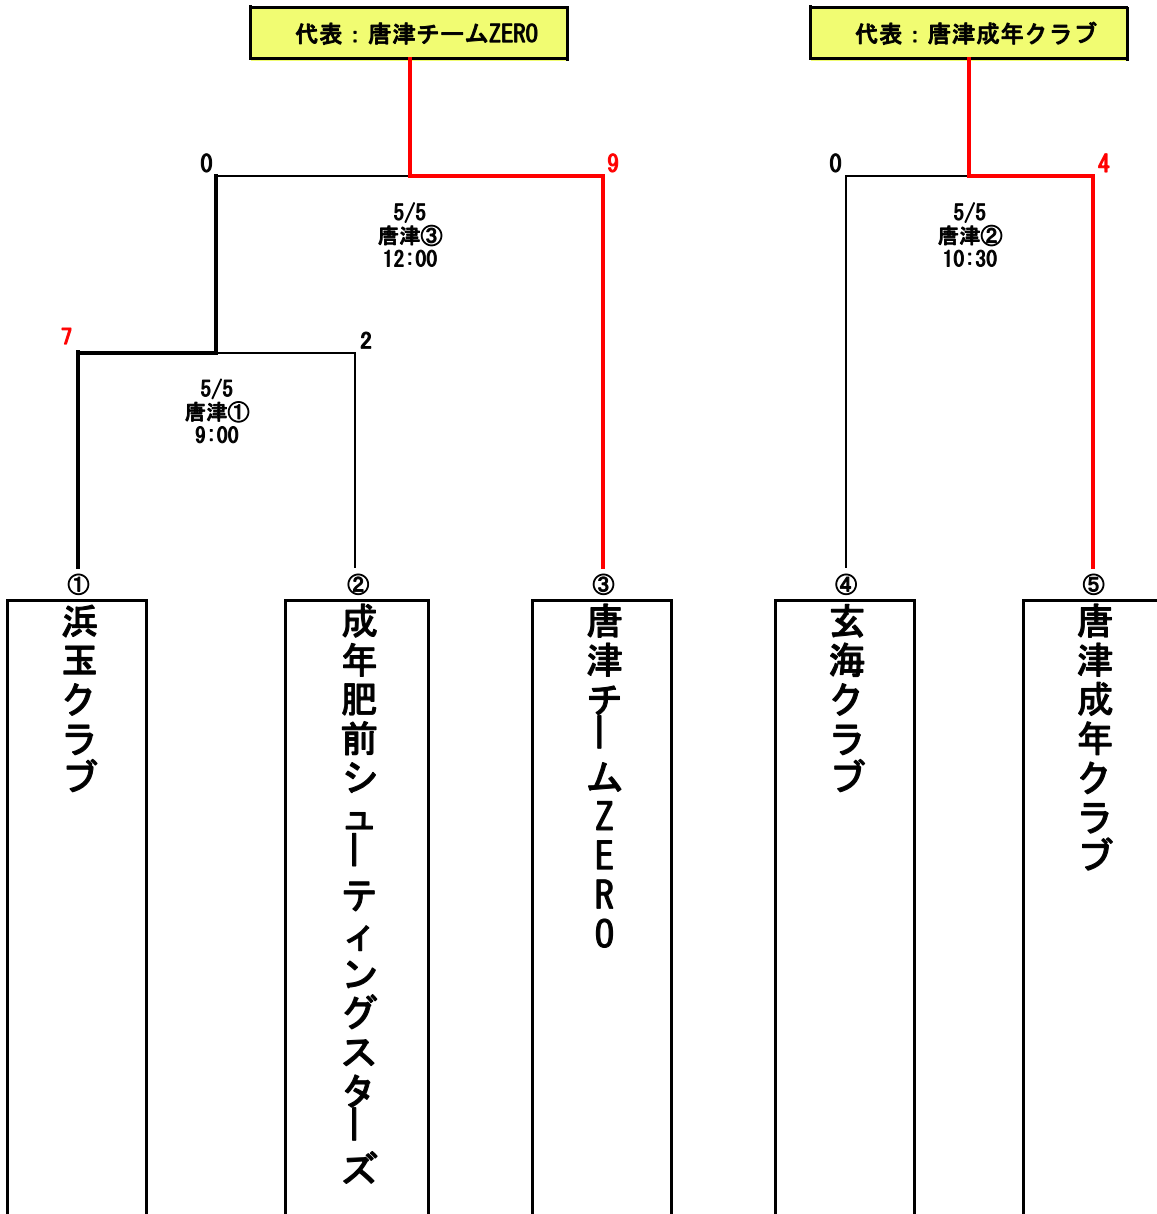 代表：唐津チームZERO
代表：唐津成年クラブ
0
9
0
4
5/5
唐津③
12:00
5/5
唐津②
10:30
7
2
5/5
唐津①
9:00
①
②
③
④
⑤
浜玉クラブ
成年肥前シューティングスターズ
唐津チームZERO
玄海クラブ
唐津成年クラブ